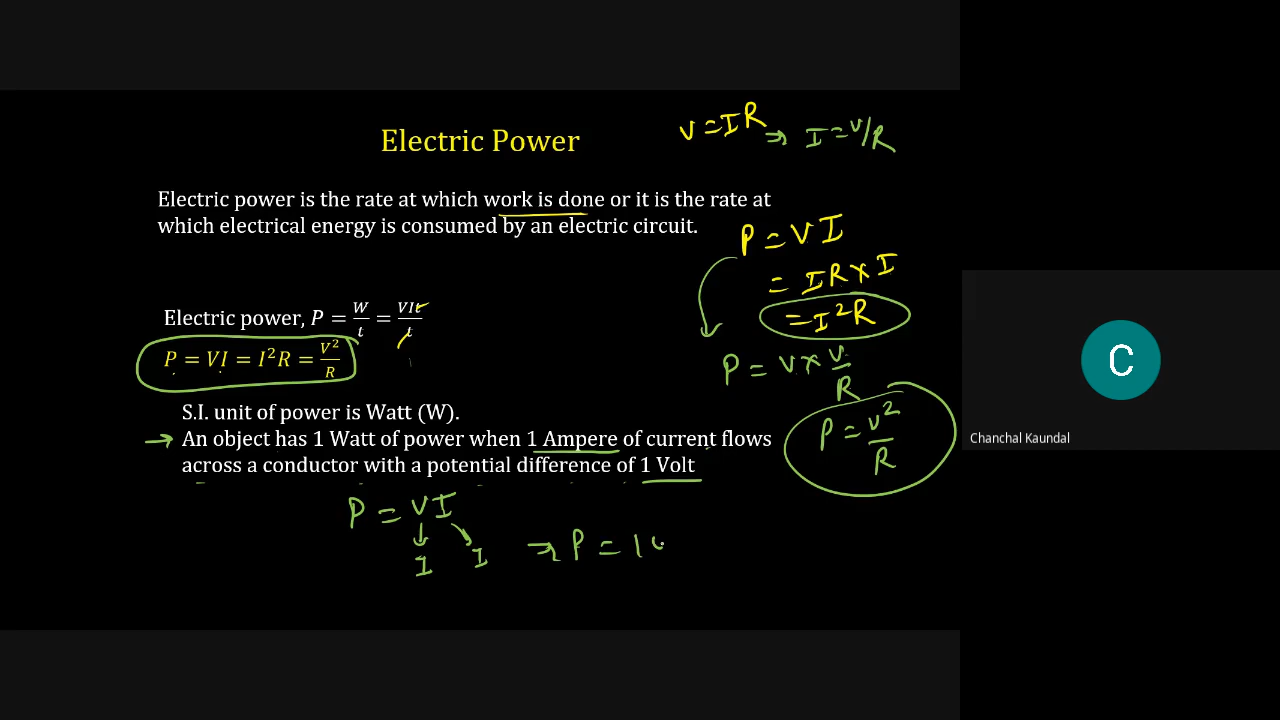 Electric Power
V = IR
⇒ I = V/R
Electric power is the rate at which work is done or it is the rate at
which electrical energy is consumed by an electric circuit.
P = VI
= IR × I
= I²R
Electric power, P = W/t = VIt/t
P = VI = I²R = V²/R
P = V × V/R
P = V²/R
S.I. unit of power is Watt (W).
→ An object has 1 Watt of power when 1 Ampere of current flows
across a conductor with a potential difference of 1 Volt
P = VI
I I ⇒ P = 1
C
Chanchal Kaundal